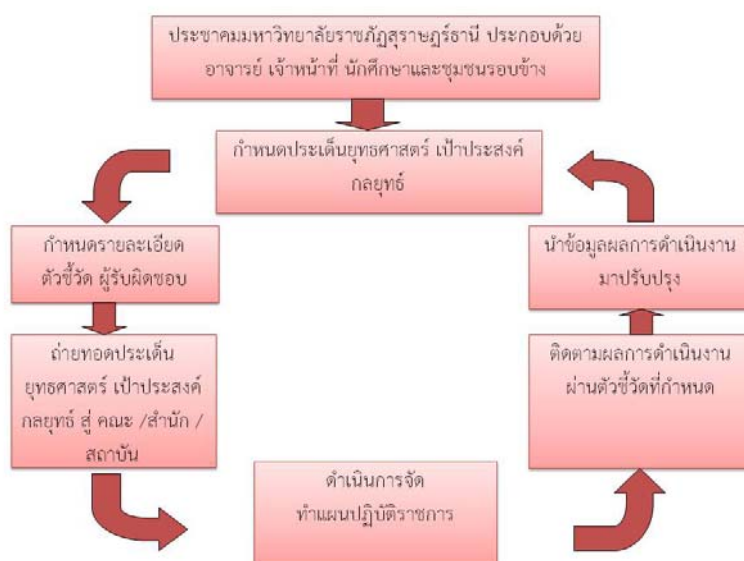 ประชาคมมหาวิทยาลัยราชภัฏสุราษฎร์ธานี ประกอบด้วย
อาจารย์ เจ้าหน้าที่ นักศึกษาและชุมชนรอบข้าง
กำหนดประเด็นยุทธศาสตร์ เป้าประสงค์
กลยุทธ์
กำหนดรายละเอียด
ตัวชี้วัด ผู้รับผิดชอบ
ถ่ายทอดประเด็น
ยุทธศาสตร์ เป้าประสงค์
กลยุทธ์ สู่ คณะ /สำนัก /
สถาบัน
ดำเนินการจัด
ทำแผนปฏิบัติราชการ
ติดตามผลการดำเนินงาน
ผ่านตัวชี้วัดที่กำหนด
นำข้อมูลผลการดำเนินงาน
มาปรับปรุง